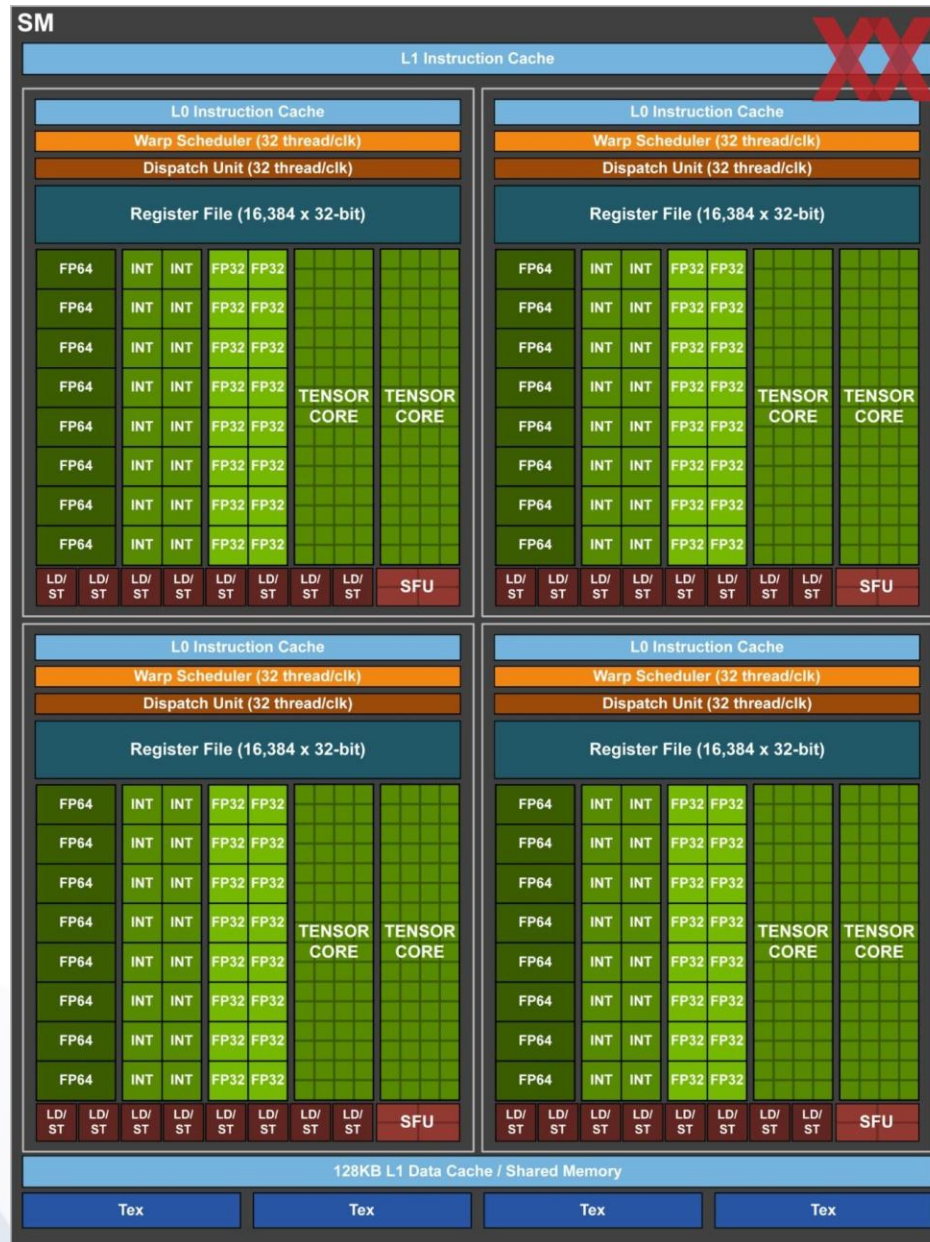 SM
L1 Instruction Cache
L0 Instruction Cache
Warp Scheduler (32 thread/clk)
Dispatch Unit (32 thread/clk)
Register File (16,384 x 32-bit)
FP64 INT INT FP32 FP32
FP64 INT INT FP32 FP32
FP64 INT INT FP32 FP32
FP64 INT INT FP32 FP32
TENSOR CORE TENSOR CORE
FP64 INT INT FP32 FP32
FP64 INT INT FP32 FP32
FP64 INT INT FP32 FP32
FP64 INT INT FP32 FP32
LD/ LD/ LD/ LD/ LD/ LD/ LD/ LD/
ST ST ST ST ST ST ST ST
SFU
L0 Instruction Cache
Warp Scheduler (32 thread/clk)
Dispatch Unit (32 thread/clk)
Register File (16,384 x 32-bit)
FP64 INT INT FP32 FP32
FP64 INT INT FP32 FP32
FP64 INT INT FP32 FP32
FP64 INT INT FP32 FP32
TENSOR CORE TENSOR CORE
FP64 INT INT FP32 FP32
FP64 INT INT FP32 FP32
FP64 INT INT FP32 FP32
FP64 INT INT FP32 FP32
LD/ LD/ LD/ LD/ LD/ LD/ LD/ LD/
ST ST ST ST ST ST ST ST
SFU
L0 Instruction Cache
Warp Scheduler (32 thread/clk)
Dispatch Unit (32 thread/clk)
Register File (16,384 x 32-bit)
FP64 INT INT FP32 FP32
FP64 INT INT FP32 FP32
FP64 INT INT FP32 FP32
FP64 INT INT FP32 FP32
TENSOR CORE TENSOR CORE
FP64 INT INT FP32 FP32
FP64 INT INT FP32 FP32
FP64 INT INT FP32 FP32
FP64 INT INT FP32 FP32
LD/ LD/ LD/ LD/ LD/ LD/ LD/ LD/
ST ST ST ST ST ST ST ST
SFU
L0 Instruction Cache
Warp Scheduler (32 thread/clk)
Dispatch Unit (32 thread/clk)
Register File (16,384 x 32-bit)
FP64 INT INT FP32 FP32
FP64 INT INT FP32 FP32
FP64 INT INT FP32 FP32
FP64 INT INT FP32 FP32
TENSOR CORE TENSOR CORE
FP64 INT INT FP32 FP32
FP64 INT INT FP32 FP32
FP64 INT INT FP32 FP32
FP64 INT INT FP32 FP32
LD/ LD/ LD/ LD/ LD/ LD/ LD/ LD/
ST ST ST ST ST ST ST ST
SFU
128KB L1 Data Cache / Shared Memory
Tex Tex Tex Tex